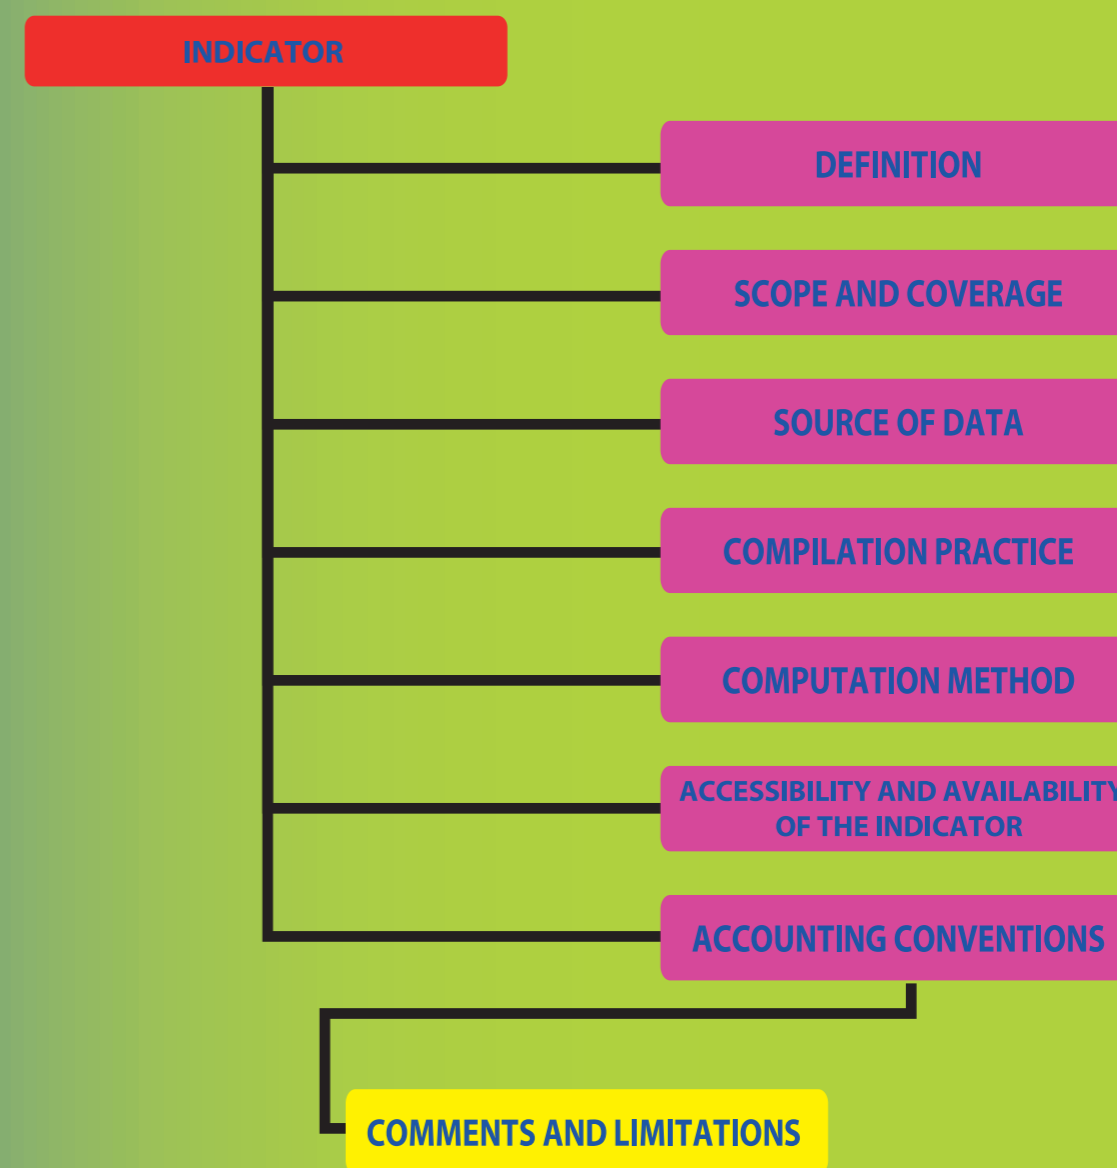 INDICATOR
DEFINITION
SCOPE AND COVERAGE
SOURCE OF DATA
COMPILATION PRACTICE
COMPUTATION METHOD
ACCESSIBILITY AND AVAILABILITY
OF THE INDICATOR
ACCOUNTING CONVENTIONS
COMMENTS AND LIMITATIONS